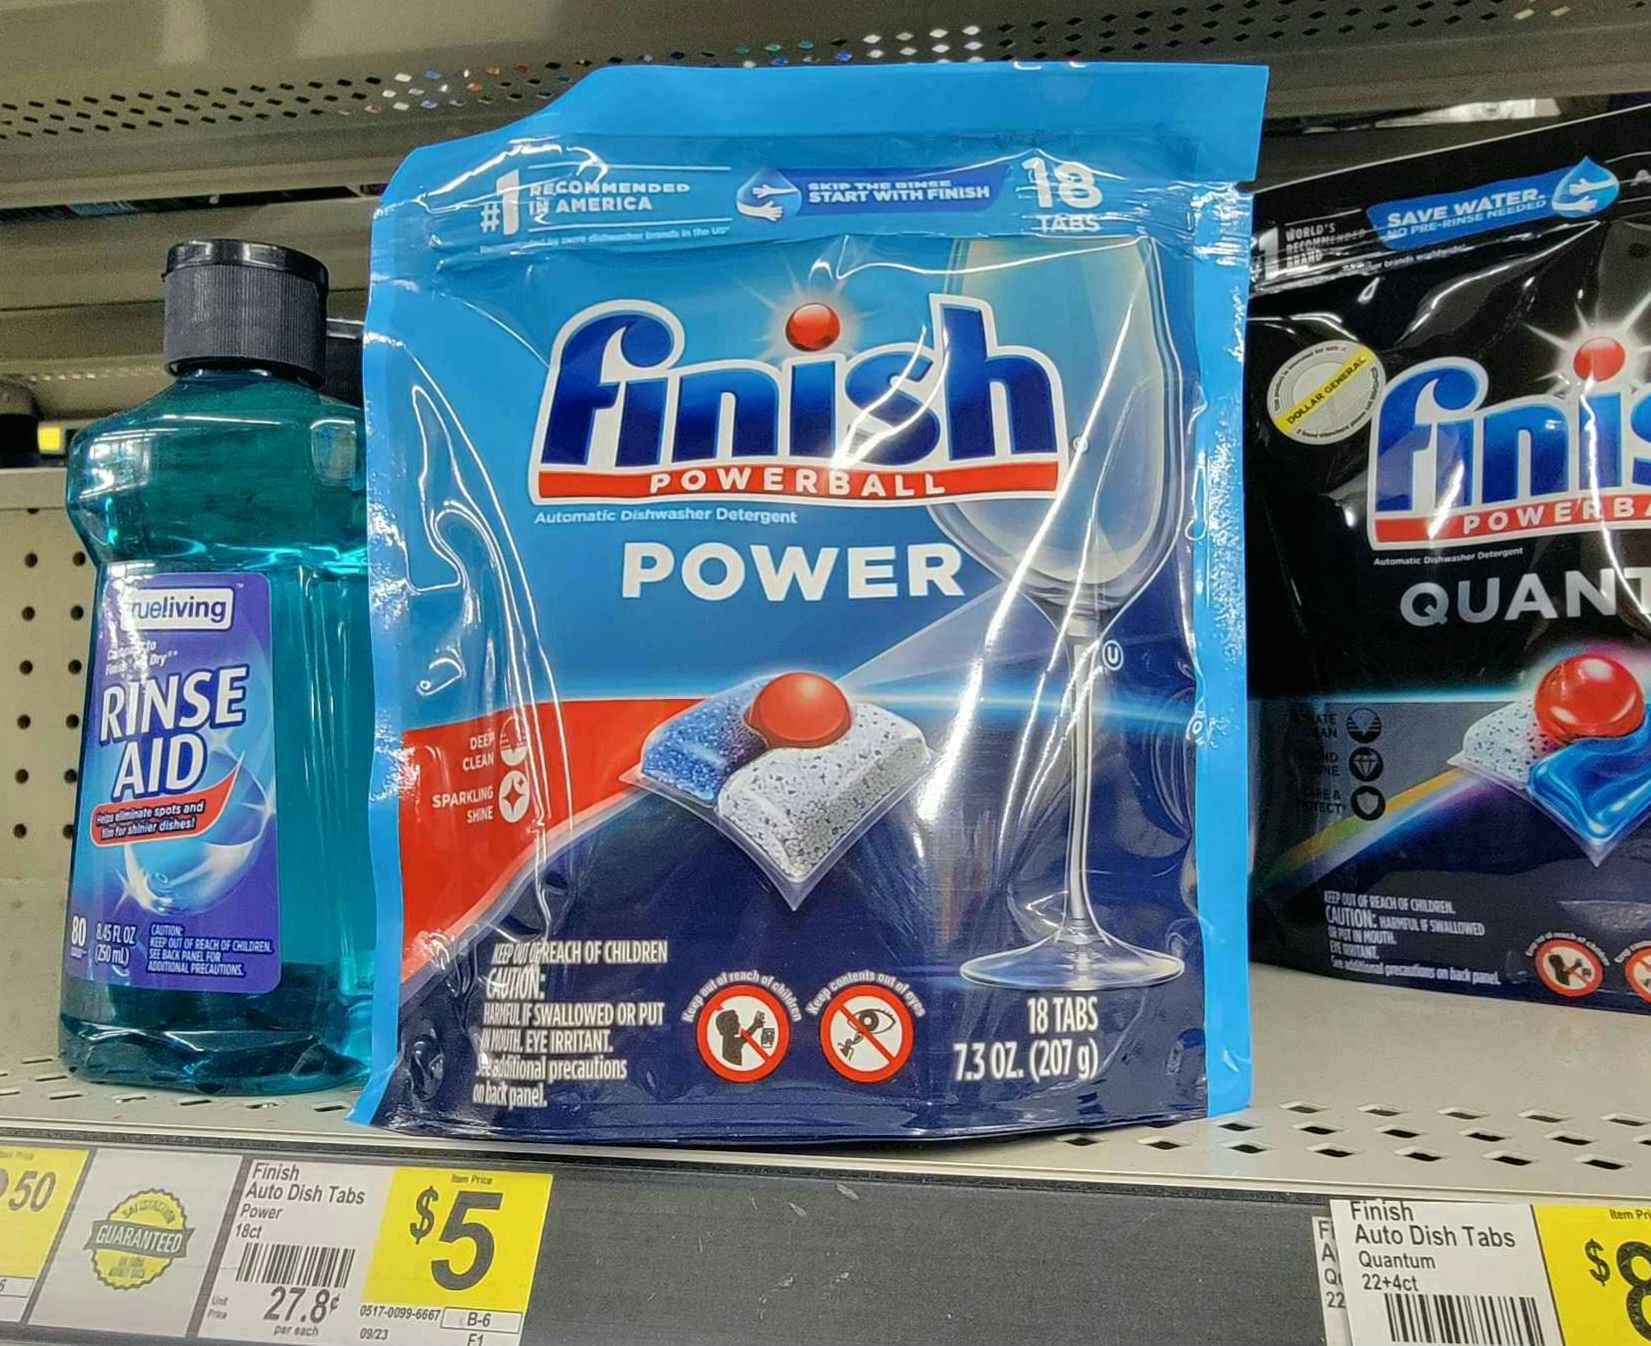 trueliving
RINSE
AID
Helps eliminate spots and
film for shinier dishes!
80
8.45 FL OZ
(250 mL)
CAUTION:
KEEP OUT OF REACH OF CHILDREN.
SEE BACK PANEL FOR
ADDITIONAL PRECAUTIONS.
#1 RECOMMENDED
IN AMERICA
SKIP THE RINSE
START WITH FINISH
18
TABS
finish
POWERBALL
Automatic Dishwasher Detergent
POWER
U
DEEP
CLEAN
SPARKLING
SHINE
KEEP OUT OF REACH OF CHILDREN
CAUTION:
HARMFUL IF SWALLOWED OR PUT
IN MOUTH. EYE IRRITANT.
See additional precautions
on back panel.
Keep out of reach of children
Keep contents out of eyes
18 TABS
7.3 OZ. (207 g)
#1 WORLD'S
RECOMMENDED
BRAND
SAVE WATER.
NO PRE-RINSE NEEDED
DOLLAR GENERAL
finis
POWERB
Automatic Dishwasher Detergent
QUANT
KEEP OUT OF REACH OF CHILDREN.
CAUTION: HARMFUL IF SWALLOWED
OR PUT IN MOUTH.
EYE IRRITANT.
See additional precautions on back panel.
50
SATISFACTION
GUARANTEED
Finish
Auto Dish Tabs
Power
18ct
Unit
Price
27.8¢
per each
Item Price
$5
0517-0099-6667
B-6
09/23
F1
Finish
Auto Dish Tabs
Quantum
22+4ct
Item Pri
$8